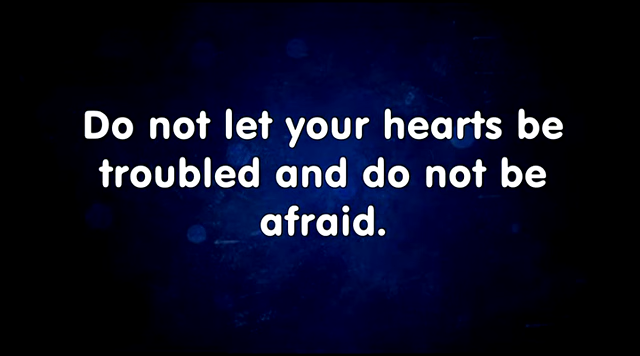 Do not let your hearts be
troubled and do not be
afraid.